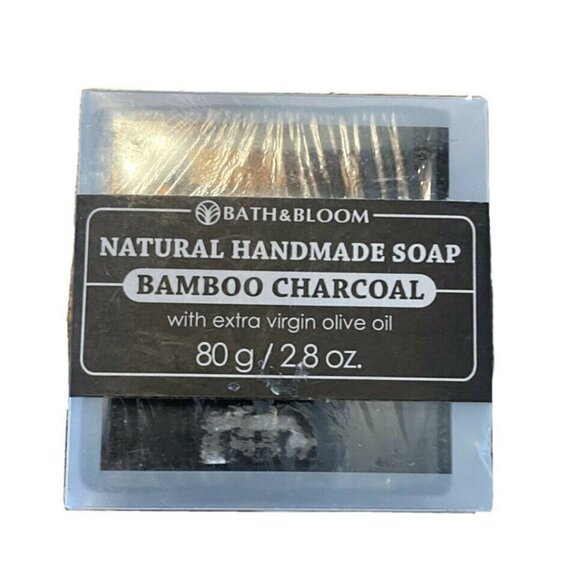 BATH&BLOOM
NATURAL HANDMADE SOAP
BAMBOO CHARCOAL
with extra virgin olive oil
80 g / 2.8 oz.